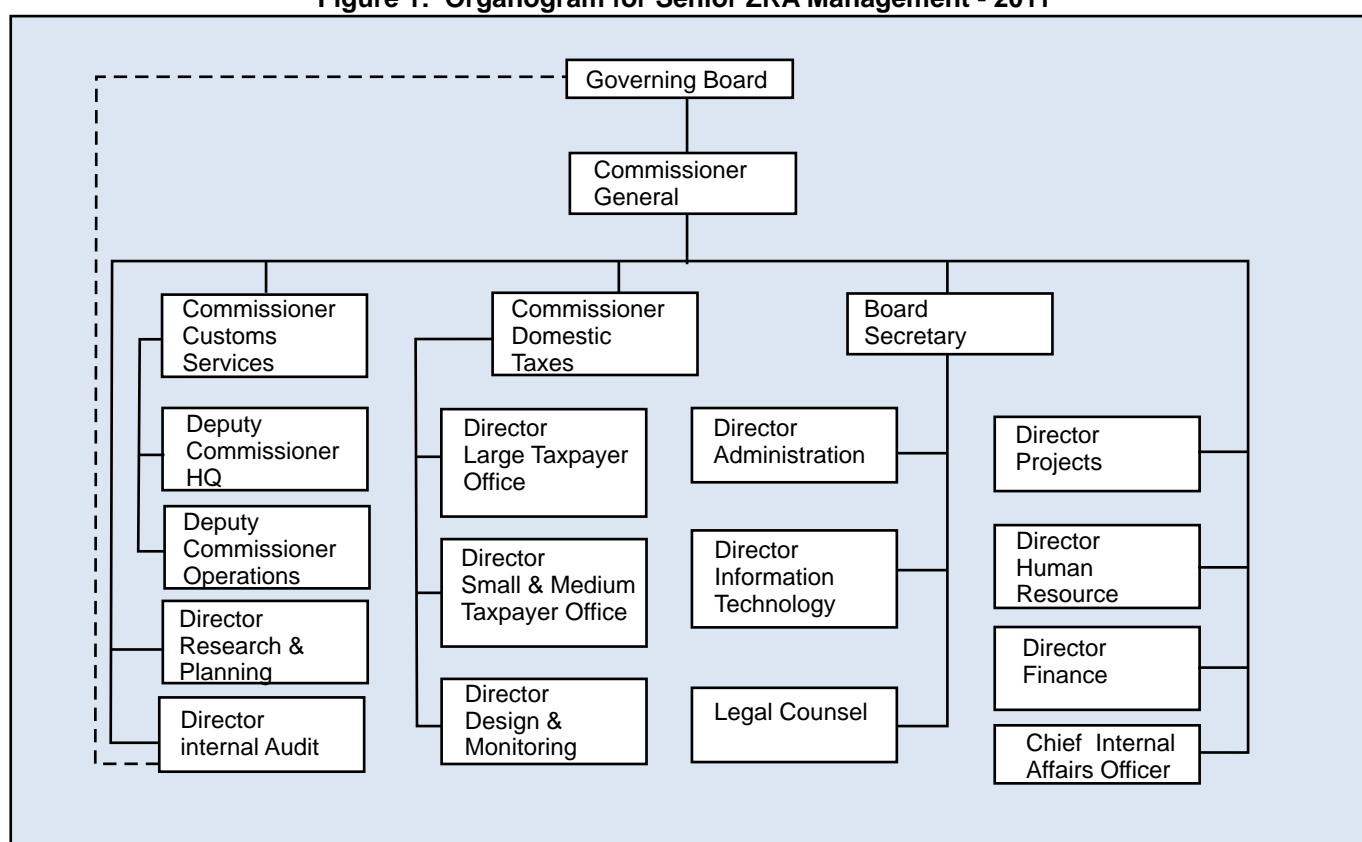 Figure 1: Organogram for Senior ZRA Management - 2011
Governing Board
Commissioner
General
Commissioner
Customs
Services
Deputy
Commissioner
HQ
Deputy
Commissioner
Operations
Director
Research &
Planning
Director
internal Audit
Commissioner
Domestic
Taxes
Director
Large Taxpayer
Office
Director
Small & Medium
Taxpayer Office
Director
Design &
Monitoring
Board
Secretary
Director
Administration
Director
Information
Technology
Legal Counsel
Director
Projects
Director
Human
Resource
Director
Finance
Chief Internal
Affairs Officer